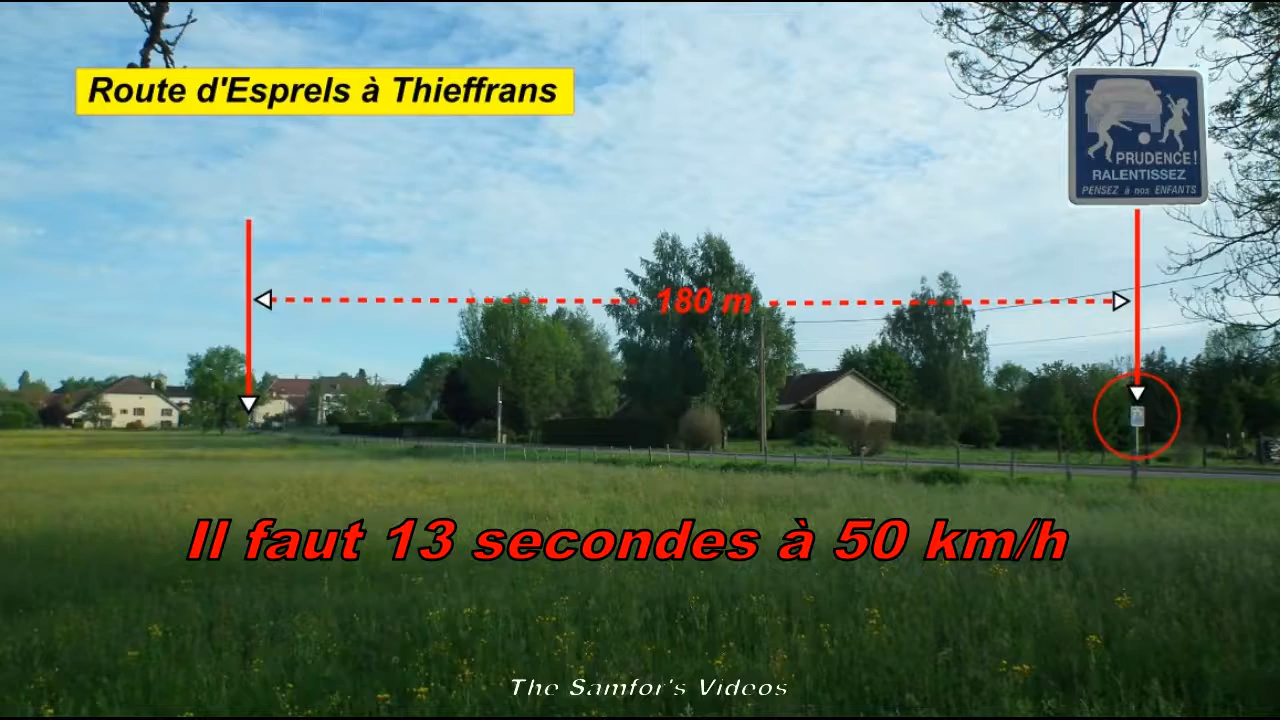 Route d'Esprels à Thieffrans
PRUDENCE!
RALENTISSEZ
PENSEZ à nos ENFANTS
180 m
Il faut 13 secondes à 50 km/h
The Samfor's Videos